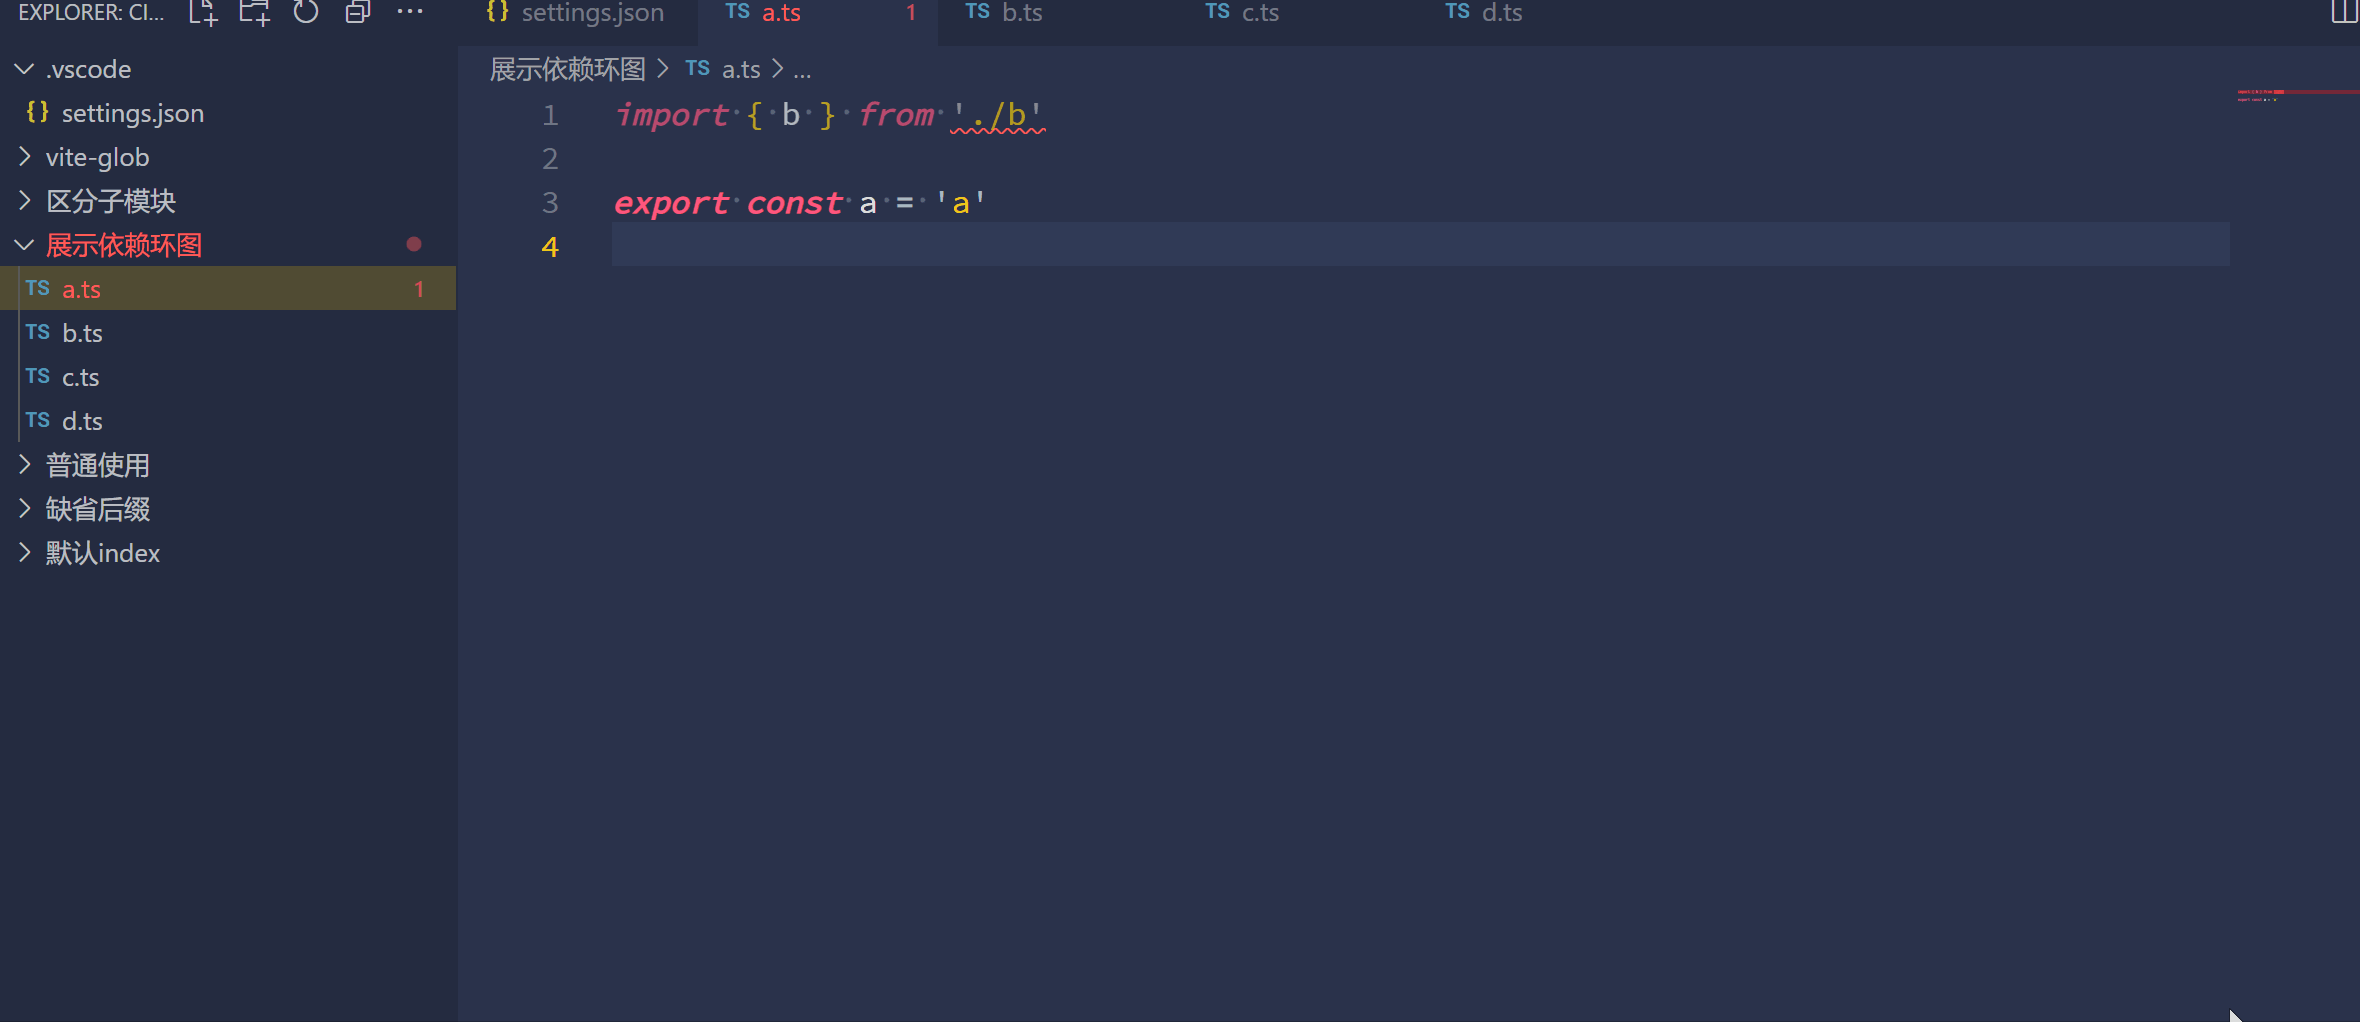 EXPLORER: CI...
.vscode
{} settings.json
vite-glob
区分子模块
展示依赖环图
TS a.ts 1
TS b.ts
TS c.ts
TS d.ts
普通使用
缺省后缀
默认index
{} settings.json TS a.ts 1 TS b.ts TS c.ts TS d.ts
展示依赖环图 > TS a.ts > ...
1 import { b } from './b'
2
3 export const a = 'a'
4